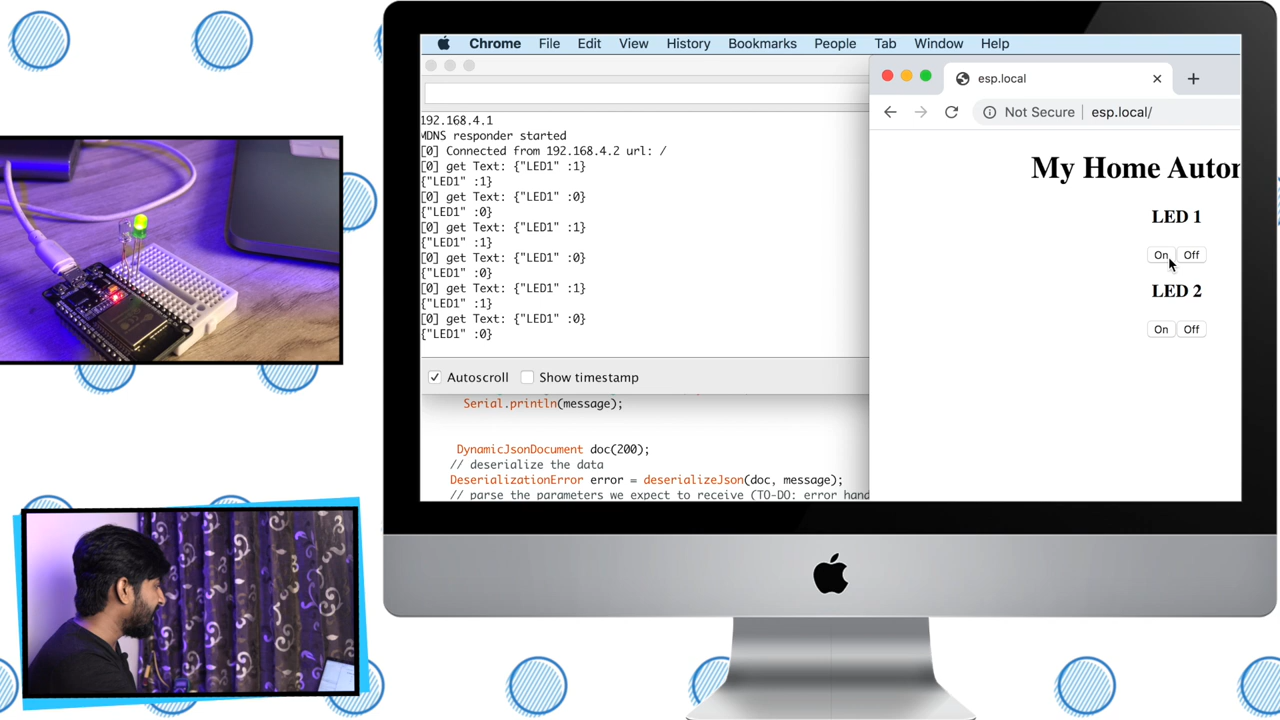 Chrome File Edit View History Bookmarks People Tab Window Help
esp.local
Not Secure esp.local/
192.168.4.1
MDNS responder started
[0] Connected from 192.168.4.2 url: /
[0] get Text: {"LED1" :1}
{"LED1" :1}
[0] get Text: {"LED1" :0}
{"LED1" :0}
[0] get Text: {"LED1" :1}
{"LED1" :1}
[0] get Text: {"LED1" :0}
{"LED1" :0}
[0] get Text: {"LED1" :1}
{"LED1" :1}
[0] get Text: {"LED1" :0}
{"LED1" :0}
Autoscroll Show timestamp
Serial.println(message);
DynamicJsonDocument doc(200);
// deserialize the data
DeserializationError error = deserializeJson(doc, message);
// parse the parameters we expect to receive (TO-DO: error hand
My Home Autom
LED 1
On Off
LED 2
On Off